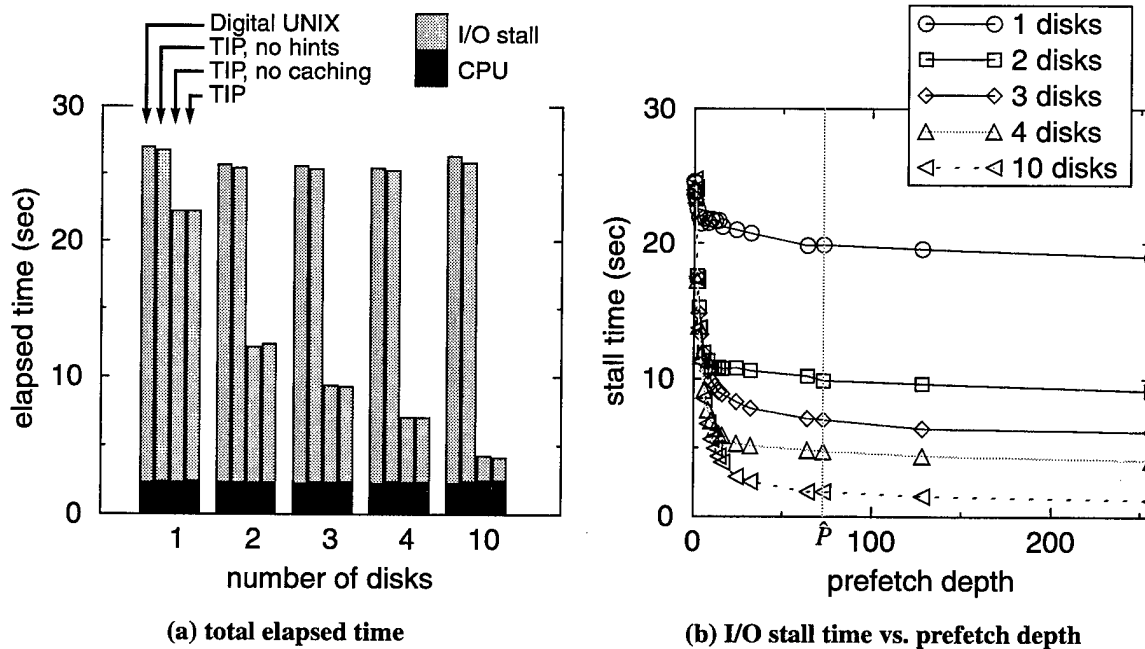 Digital UNIX
TIP, no hints
TIP, no caching
TIP
I/O stall
CPU
30
20
10
0
elapsed time (sec)
1 2 3 4 10
number of disks
(a) total elapsed time
1 disks
2 disks
3 disks
4 disks
10 disks
30
20
10
0
stall time (sec)
0 P̂ 100 200
prefetch depth
(b) I/O stall time vs. prefetch depth